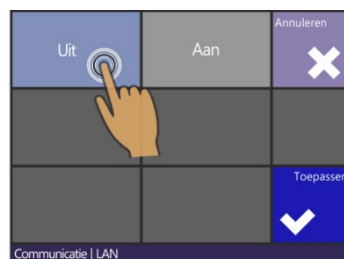 Annuleren
Uit
Aan
Toepassen
Communicatie | LAN